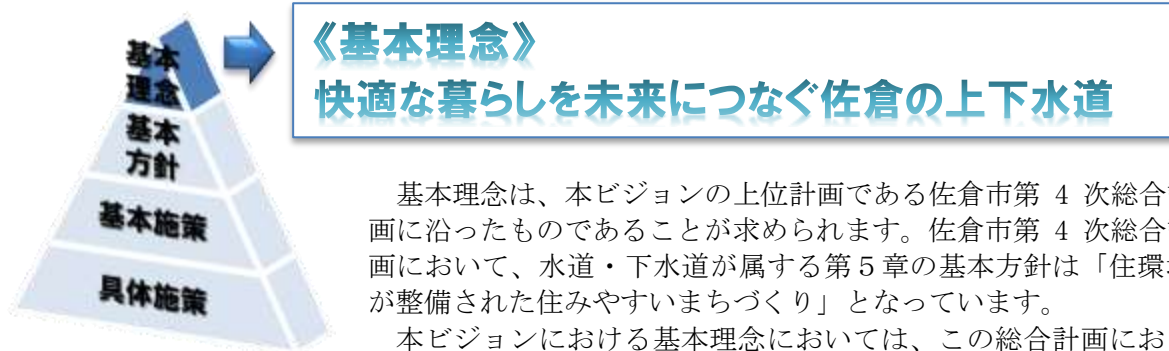 基本
理念
基本
方針
基本施策
具体施策
《基本理念》
快適な暮らしを未来につなぐ佐倉の上下水道
基本理念は、本ビジョンの上位計画である佐倉市第 4 次総合
画に沿ったものであることが求められます。佐倉市第 4 次総合
画において、水道・下水道が属する第５章の基本方針は「住環
が整備された住みやすいまちづくり」となっています。
本ビジョンにおける基本理念においては、この総合計画にお